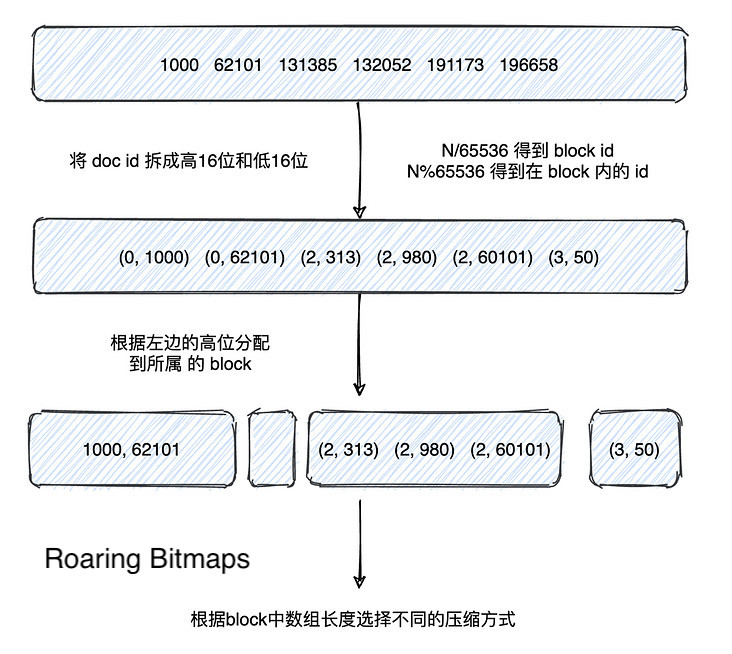 1000 62101 131385 132052 191173 196658
将 doc id 拆成高16位和低16位
N/65536 得到 block id
N%65536 得到在 block 内的 id
(0, 1000) (0, 62101) (2, 313) (2, 980) (2, 60101) (3, 50)
根据左边的高位分配
到所属 的 block
1000, 62101
(2, 313) (2, 980) (2, 60101)
(3, 50)
Roaring Bitmaps
根据block中数组长度选择不同的压缩方式